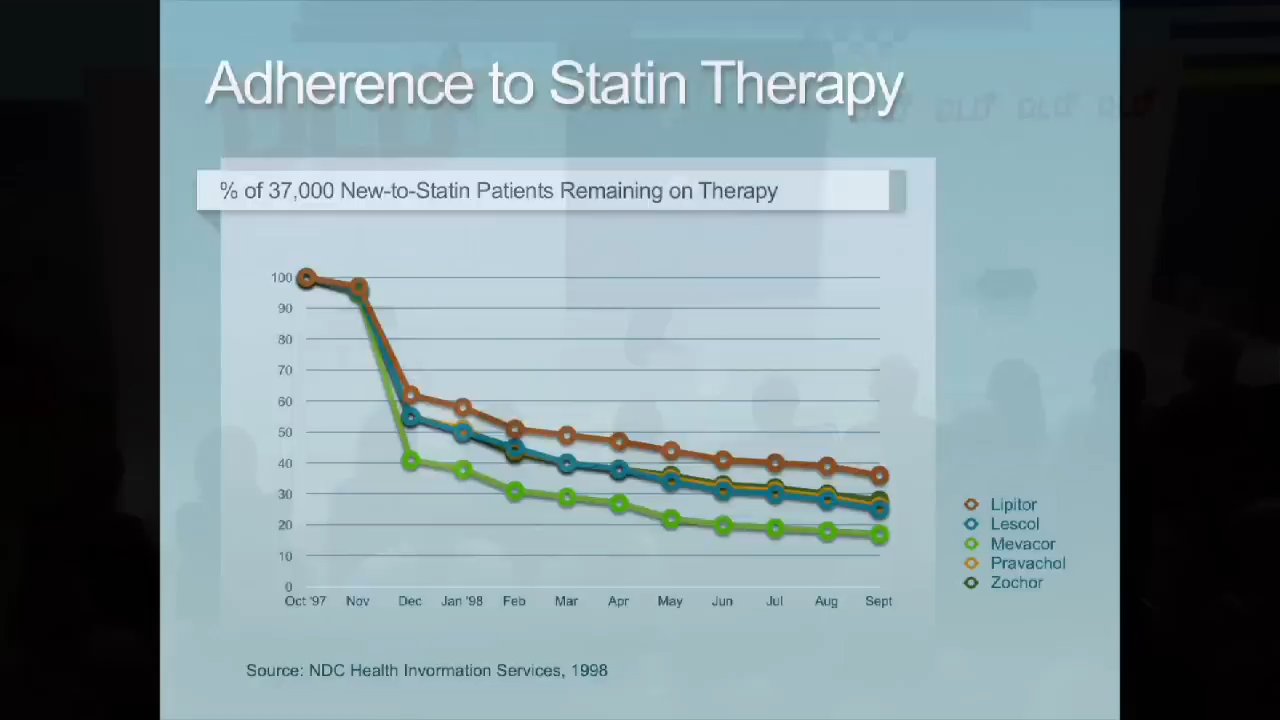 Adherence to Statin Therapy
% of 37,000 New-to-Statin Patients Remaining on Therapy
100
90
80
70
60
50
40
30
20
10
0
Oct '97 Nov Dec Jan '98 Feb Mar Apr May Jun Jul Aug Sept
Lipitor
Lescol
Mevacor
Pravachol
Zochor
Source: NDC Health Invormation Services, 1998